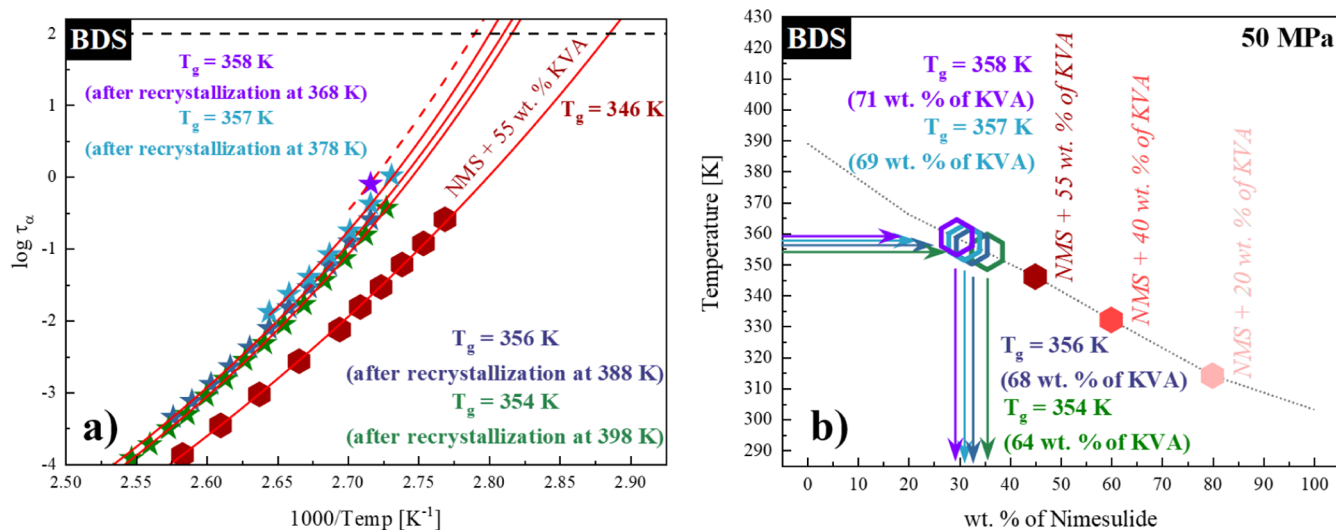 BDS
T_g = 358 K
(after recrystallization at 368 K)
T_g = 357 K
(after recrystallization at 378 K)
NMS + 55 wt. % KVA
T_g = 346 K
T_g = 356 K
(after recrystallization at 388 K)
T_g = 354 K
(after recrystallization at 398 K)
a)
log τ_α
2
1
0
-1
-2
-3
-4
2.50 2.55 2.60 2.65 2.70 2.75 2.80 2.85 2.90
1000/Temp [K⁻¹]
BDS
50 MPa
T_g = 358 K
(71 wt. % of KVA)
T_g = 357 K
(69 wt. % of KVA)
NMS + 55 wt. % of KVA
NMS + 40 wt. % of KVA
NMS + 20 wt. % of KVA
T_g = 356 K
(68 wt. % of KVA)
T_g = 354 K
(64 wt. % of KVA)
b)
Temperature [K]
430
420
410
400
390
380
370
360
350
340
330
320
310
300
290
0 10 20 30 40 50 60 70 80 90 100
wt. % of Nimesulide